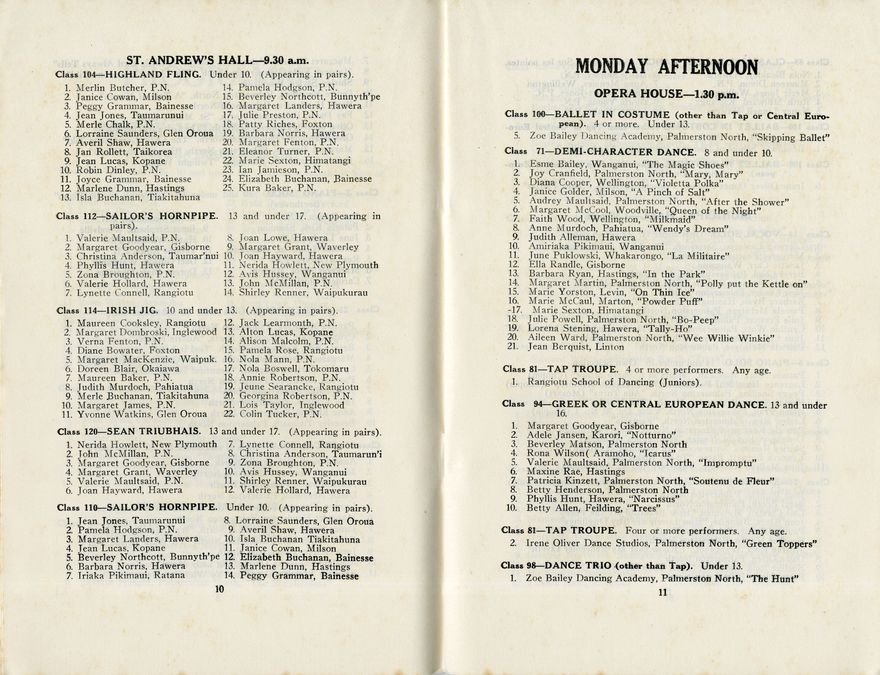 ST. ANDREW'S HALL—9.30 a.m.
Class 104—HIGHLAND FLING. Under 10. (Appearing in pairs).
1. Merlin Butcher, P.N.
2. Janice Cowan, Milson
3. Peggy Grammar, Bainesse
4. Jean Jones, Taumarunui
5. Merle Chalk, P.N.
6. Lorraine Saunders, Glen Oroua
7. Averil Shaw, Hawera
8. Jan Rollett, Taikorea
9. Jean Lucas, Kopane
10. Robin Dinley, P.N.
11. Joyce Grammar, Bainesse
12. Marlene Dunn, Hastings
13. Isla Buchanan, Tiakitahuna
14. Pamela Hodgson, P.N.
15. Beverley Northcott, Bunnyth'pe
16. Margaret Landers, Hawera
17. Julie Preston, P.N.
18. Patty Riches, Foxton
19. Barbara Norris, Hawera
20. Margaret Fenton, P.N.
21. Eleanor Turner, P.N.
22. Marie Sexton, Himatangi
23. Ian Jamieson, P.N.
24. Elizabeth Buchanan, Bainesse
25. Kura Baker, P.N.
Class 112—SAILOR'S HORNPIPE. 13 and under 17. (Appearing in
pairs).
1. Valerie Maultsaid, P.N.
2. Margaret Goodyear, Gisborne
3. Christina Anderson, Taumar'nui
4. Phyllis Hunt, Hawera
5. Zona Broughton, P.N.
6. Valerie Hollard, Hawera
7. Lynette Connell, Rangiotu
8. Joan Lowe, Hawera
9. Margaret Grant, Waverley
10. Joan Hayward, Hawera
11. Nerida Howlett, New Plymouth
12. Avis Hussey, Wanganui
13. John McMillan, P.N.
14. Shirley Renner, Waipukurau
Class 114—IRISH JIG. 10 and under 13. (Appearing in pairs).
1. Maureen Cooksley, Rangiotu
2. Margaret Dombroski, Inglewood
3. Verna Fenton, P.N.
4. Diane Bowater, Foxton
5. Margaret MacKenzie, Waipuk.
6. Doreen Blair, Okaiawa
7. Maureen Baker, P.N.
8. Judith Murdoch, Pahiatua
9. Merle Buchanan, Tiakitahuna
10. Margaret James, P.N.
11. Yvonne Watkins, Glen Oroua
12. Jack Learmonth, P.N.
13. Alton Lucas, Kopane
14. Alison Malcolm, P.N.
15. Pamela Rose, Rangiotu
16. Nola Mann, P.N.
17. Nola Boswell, Tokomaru
18. Annie Robertson, P.N.
19. Jeune Searancke, Rangiotu
20. Georgina Robertson, P.N.
21. Lois Taylor, Inglewood
22. Colin Tucker, P.N.
Class 120—SEAN TRIUBHAIS. 13 and under 17. (Appearing in pairs).
1. Nerida Howlett, New Plymouth
2. John McMillan, P.N.
3. Margaret Goodyear, Gisborne
4. Margaret Grant, Waverley
5. Valerie Maultsaid, P.N.
6. Joan Hayward, Hawera
7. Lynette Connell, Rangiotu
8. Christina Anderson, Taumarun'i
9. Zona Broughton, P.N.
10. Avis Hussey, Wanganui
11. Shirley Renner, Waipukurau
12. Valerie Hollard, Hawera
Class 110—SAILOR'S HORNPIPE. Under 10. (Appearing in pairs).
1. Jean Jones, Taumarunui
2. Pamela Hodgson, P.N.
3. Margaret Landers, Hawera
4. Jean Lucas, Kopane
5. Beverley Northcott, Bunnyth'pe
6. Barbara Norris, Hawera
7. Iriaka Pikimaui, Ratana
8. Lorraine Saunders, Glen Oroua
9. Averil Shaw, Hawera
10. Isla Buchanan Tiakitahuna
11. Janice Cowan, Milson
12. Elizabeth Buchanan, Bainesse
13. Marlene Dunn, Hastings
14. Peggy Grammar, Bainesse
10
MONDAY AFTERNOON
OPERA HOUSE—1.30 p.m.
Class 100—BALLET IN COSTUME (other than Tap or Central Euro-
pean). 4 or more. Under 13.
5. Zoe Bailey Dancing Academy, Palmerston North, "Skipping Ballet"
Class 71—DEMI-CHARACTER DANCE. 8 and under 10.
1. Esme Bailey, Wanganui, "The Magic Shoes"
2. Joy Cranfield, Palmerston North, "Mary, Mary"
3. Diana Cooper, Wellington, "Violetta Polka"
4. Janice Golder, Milson, "A Pinch of Salt"
5. Audrey Maultsaid, Palmerston North, "After the Shower"
6. Margaret McCool, Woodville, "Queen of the Night"
7. Faith Wood, Wellington, "Milkmaid"
8. Anne Murdoch, Pahiatua, "Wendy's Dream"
9. Judith Alleman, Hawera
10. Amiriaka Pikimaui, Wanganui
11. June Puklowski, Whakarongo, "La Militaire"
12. Ella Randle, Gisborne
13. Barbara Ryan, Hastings, "In the Park"
14. Margaret Martin, Palmerston North, "Polly put the Kettle on"
15. Marie Yorston, Levin, "On Thin Ice"
16. Marie McCaul, Marton, "Powder Puff"
-17. Marie Sexton, Himatangi
18. Julie Powell, Palmerston North, "Bo-Peep"
19. Lorena Stening, Hawera, "Tally-Ho"
20. Aileen Ward, Palmerston North, "Wee Willie Winkie"
21. Jean Berquist, Linton
Class 81—TAP TROUPE. 4 or more performers. Any age.
1. Rangiotu School of Dancing (Juniors).
Class 94—GREEK OR CENTRAL EUROPEAN DANCE. 13 and under
16.
1. Margaret Goodyear, Gisborne
2. Adele Jansen, Karori, "Notturno"
3. Beverley Matson, Palmerston North
4. Rona Wilson( Aramoho, "Icarus"
5. Valerie Maultsaid, Palmerston North, "Impromptu"
6. Maxine Rae, Hastings
7. Patricia Kinzett, Palmerston North, "Soutenu de Fleur"
8. Betty Henderson, Palmerston North
9. Phyllis Hunt, Hawera, "Narcissus"
10. Betty Allen, Feilding, "Trees"
Class 81—TAP TROUPE. Four or more performers. Any age.
2. Irene Oliver Dance Studios, Palmerston North, "Green Toppers"
Class 98—DANCE TRIO (other than Tap). Under 13.
1. Zoe Bailey Dancing Academy, Palmerston North, "The Hunt"
11